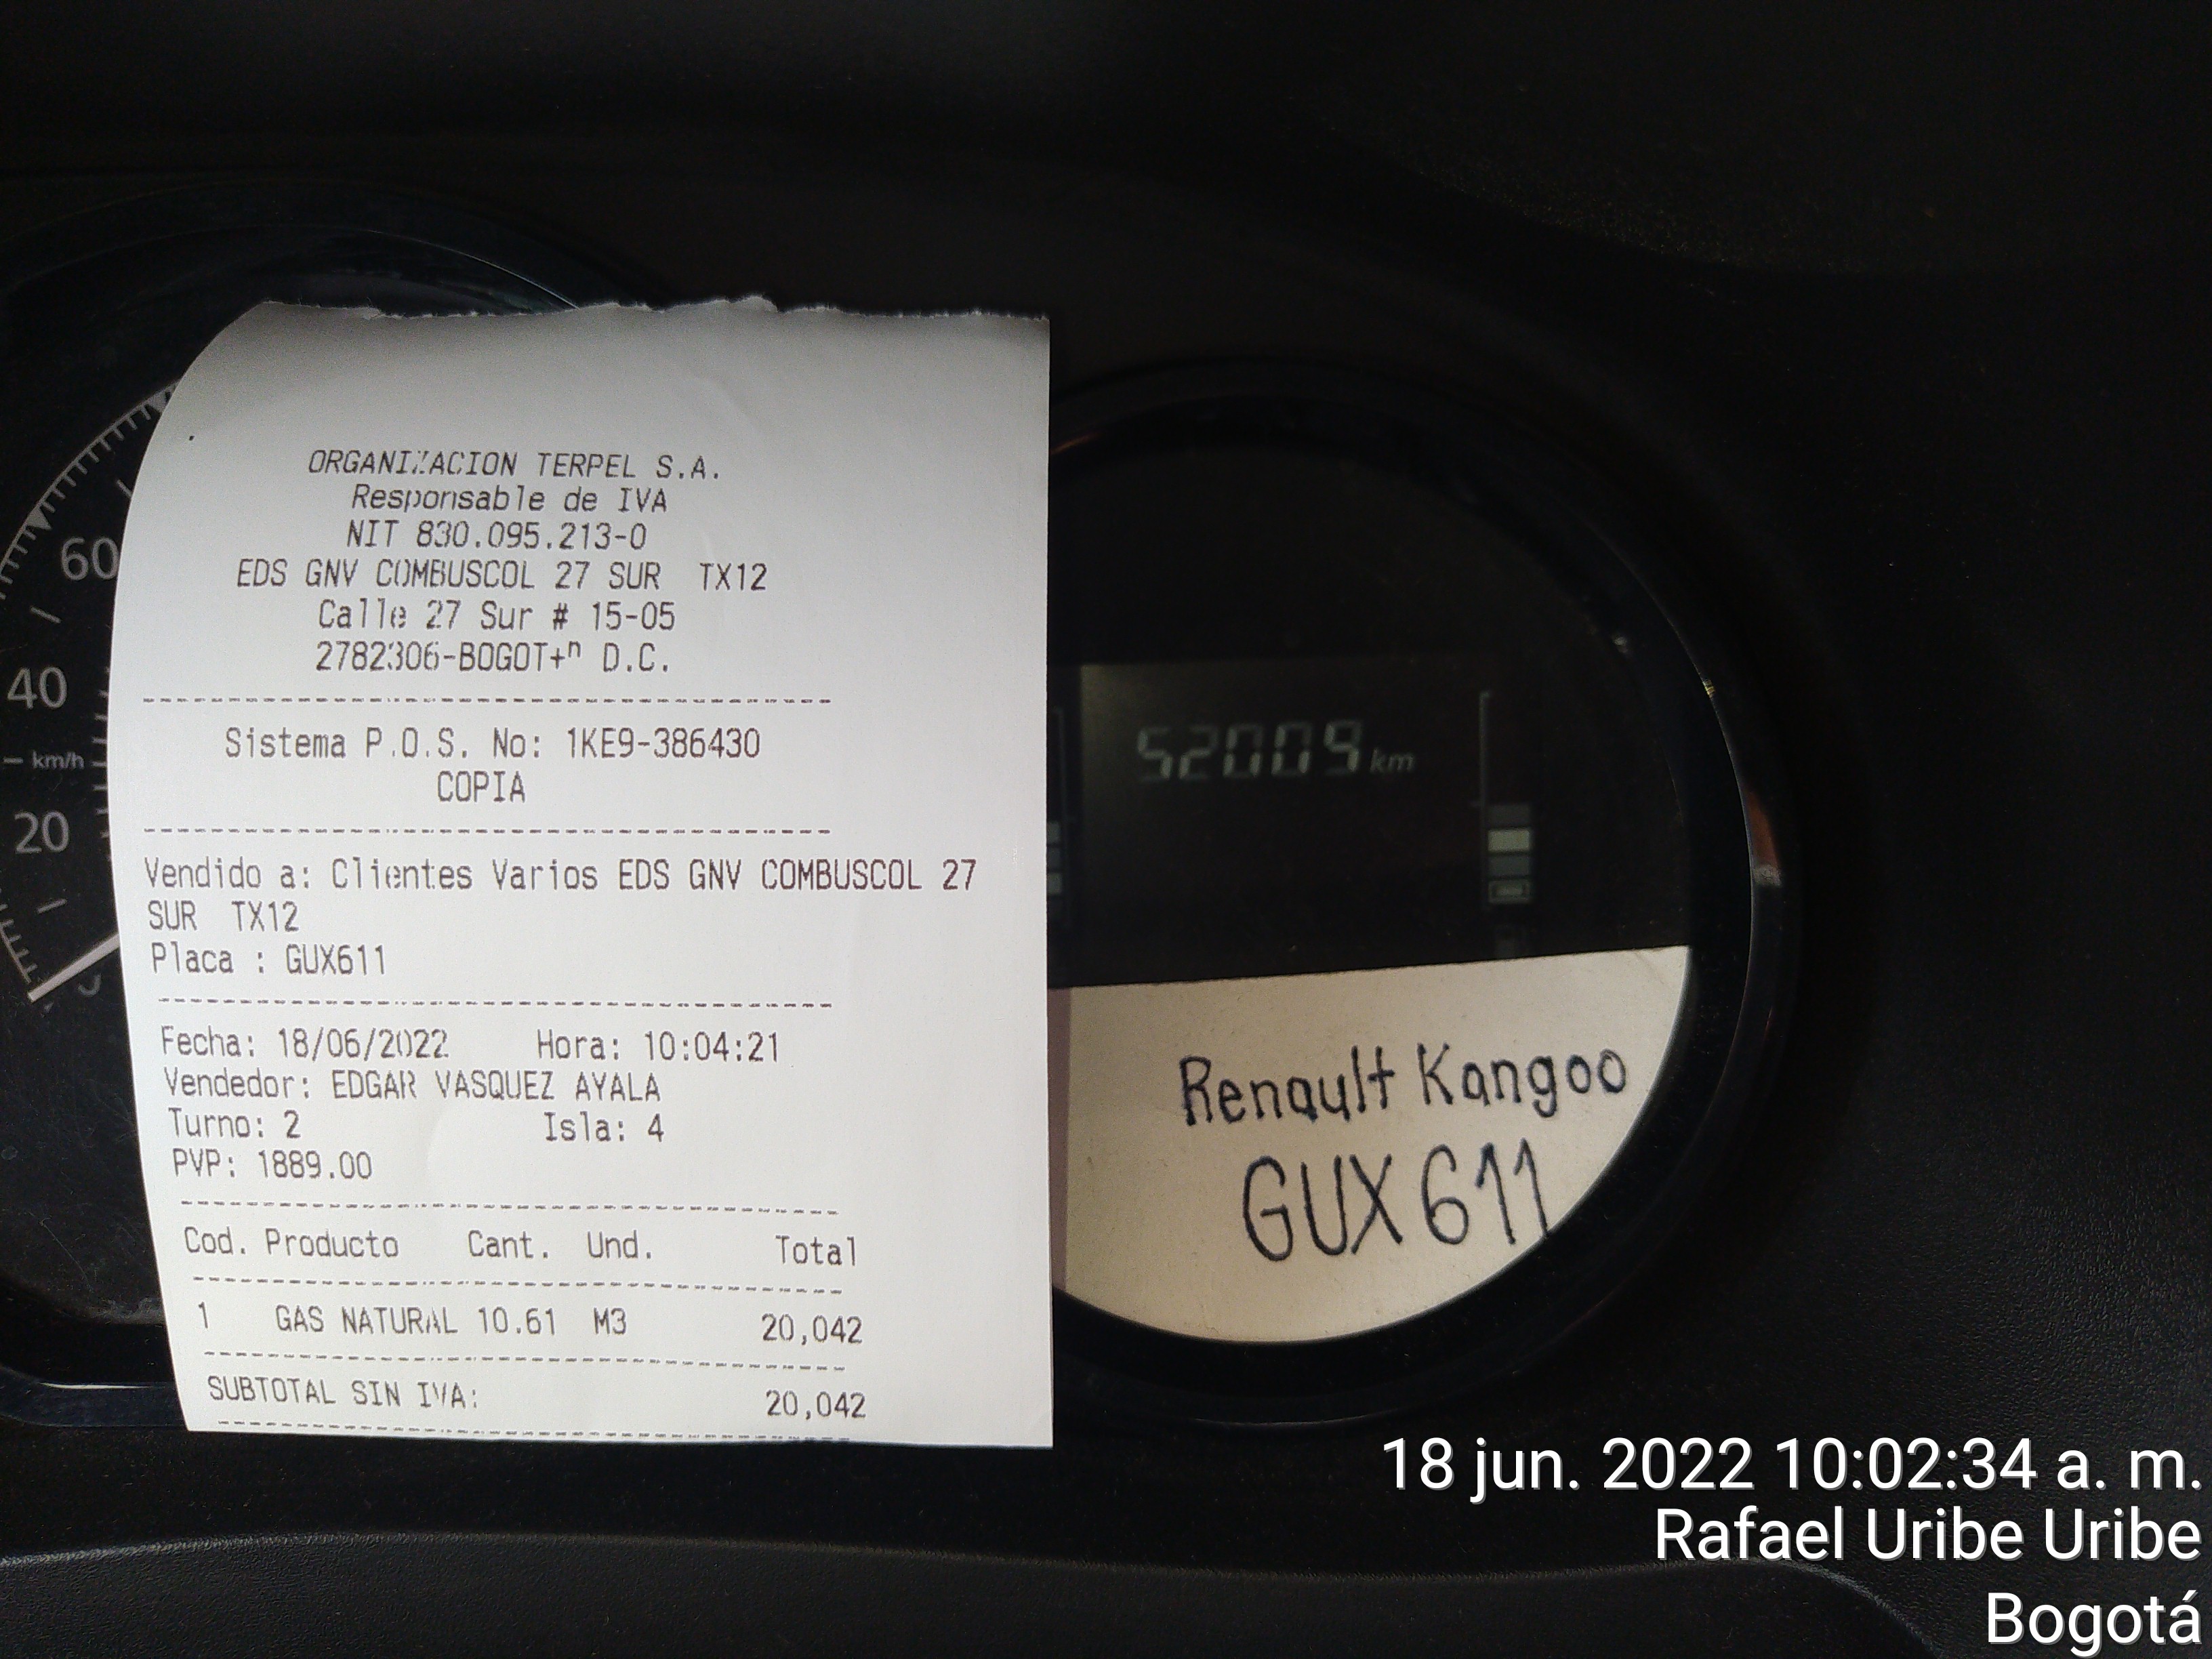 ORGANIZACION TERPEL S.A.
Responsable de IVA
NIT 830.095.213-0
EDS GNV COMBUSCOL 27 SUR TX12
Calle 27 Sur # 15-05
2782306-BOGOT+ⁿ D.C.
Sistema P.O.S. No: 1KE9-386430
COPIA
Vendido a: Clientes Varios EDS GNV COMBUSCOL 27
SUR TX12
Placa : GUX611
Fecha: 18/06/2022 Hora: 10:04:21
Vendedor: EDGAR VASQUEZ AYALA
Turno: 2 Isla: 4
PVP: 1889.00
Cod. Producto Cant. Und. Total
1 GAS NATURAL 10.61 M3 20,042
SUBTOTAL SIN IVA: 20,042
60
40
km/h
20
52009 km
Renault Kangoo
GUX611
18 jun. 2022 10:02:34 a. m.
Rafael Uribe Uribe
Bogotá